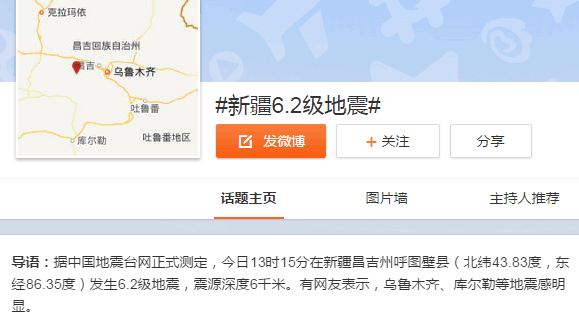 克拉玛依
昌吉回族自治州
昌吉
乌鲁木齐
吐鲁番
库尔勒
吐鲁番地区
#新疆6.2级地震#
发微博
+关注
分享
话题主页
图片墙
主持人推荐
导语：据中国地震台网正式测定，今日13时15分在新疆昌吉州呼图壁县（北纬43.83度，东
经86.35度）发生6.2级地震，震源深度6千米。有网友表示，乌鲁木齐、库尔勒等地震感明
显。